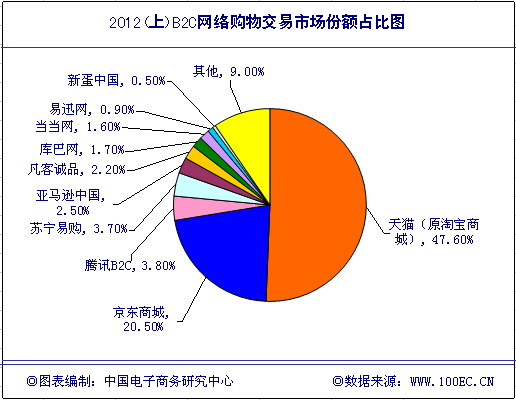 2012(上)B2C网络购物交易市场份额占比图
新蛋中国, 0.50%
其他, 9.00%
易迅网, 0.90%
当当网, 1.60%
库巴网, 1.70%
凡客诚品, 2.20%
亚马逊中国,
2.50%
苏宁易购, 3.70%
腾讯B2C, 3.80%
京东商城,
20.50%
天猫（原淘宝商
城）, 47.60%
◎图表编制：中国电子商务研究中心
◎数据来源：WWW.100EC.CN